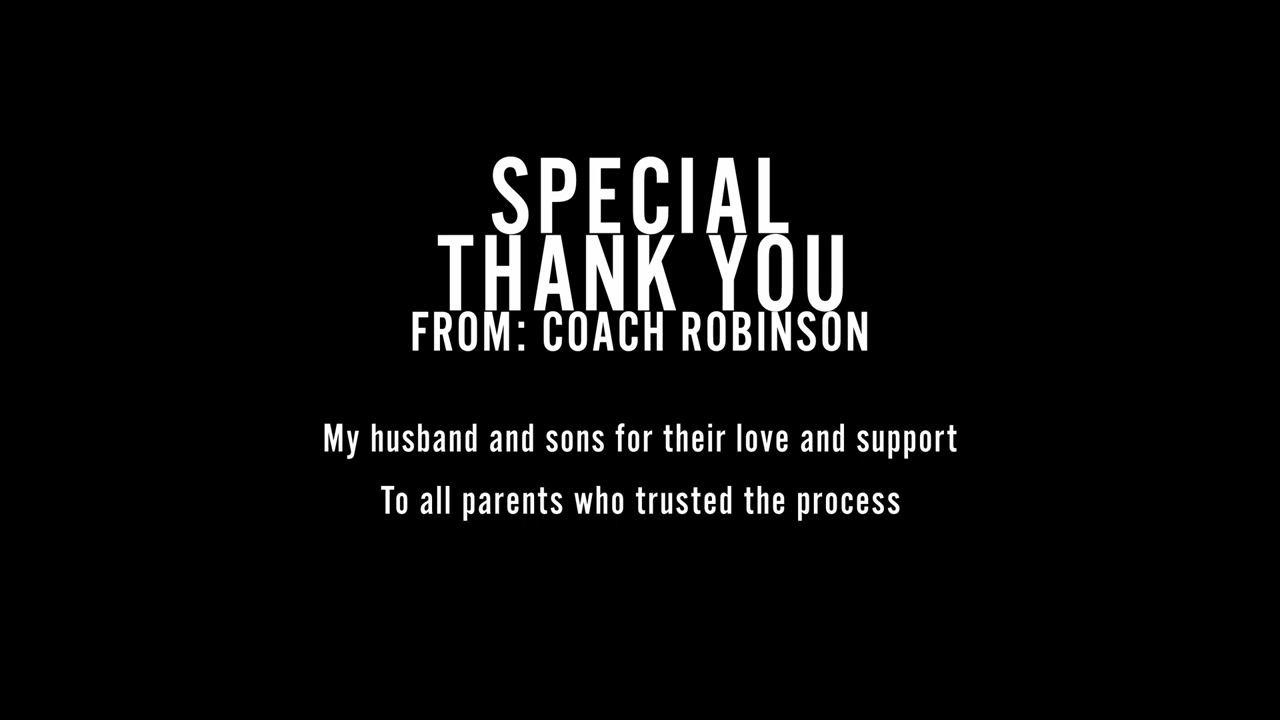 SPECIAL
THANK YOU
FROM: COACH ROBINSON
My husband and sons for their love and support
To all parents who trusted the process